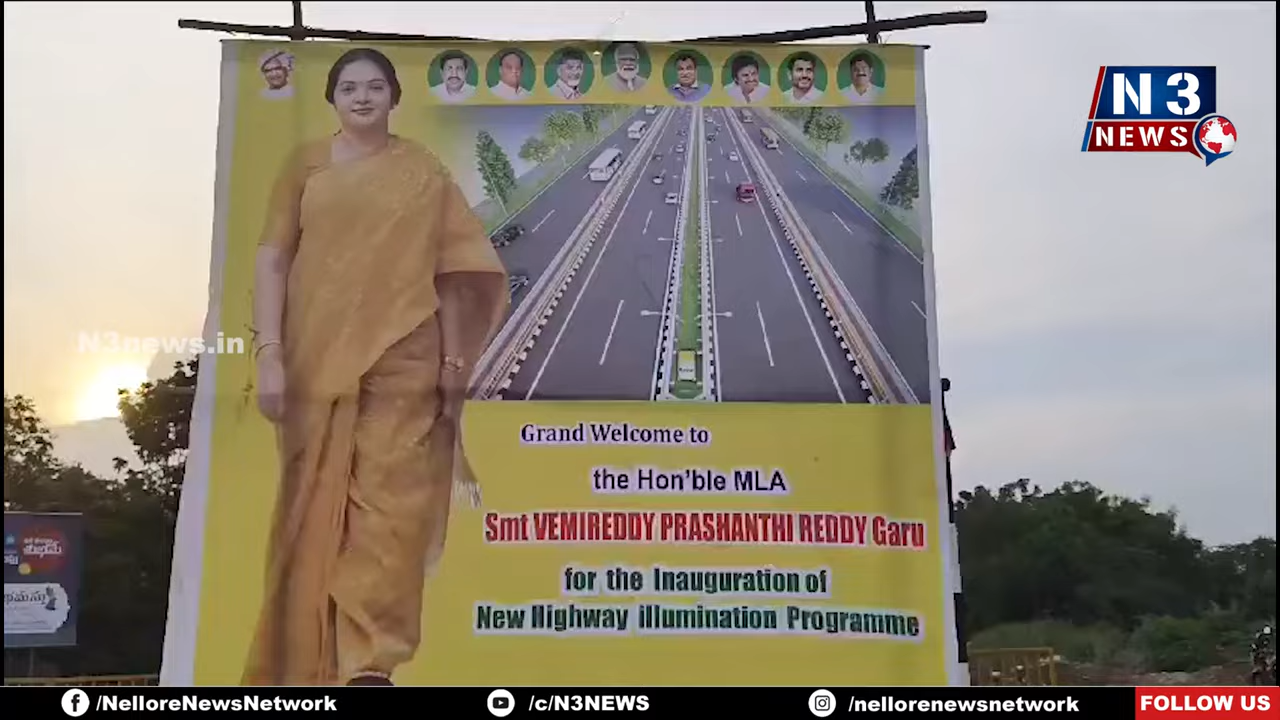 N3
NEWS
N3news.in
Grand Welcome to
the Hon'ble MLA
Smt VEMIREDDY PRASHANTHI REDDY Garu
for the Inauguration of
New Highway illumination Programme
/NelloreNewsNetwork
/c/N3NEWS
/nellorenewsnetwork
FOLLOW US